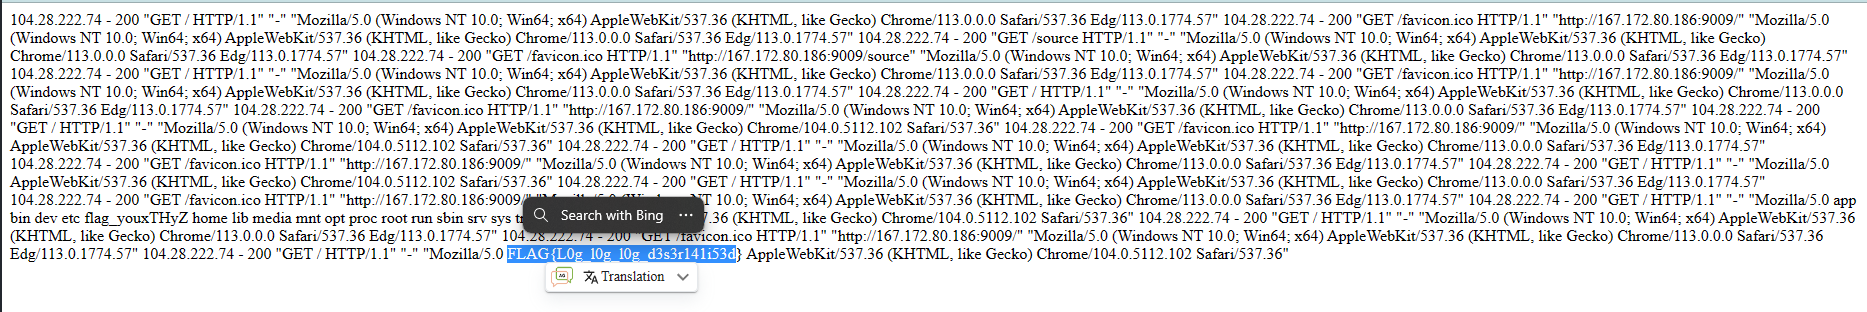 104.28.222.74 - 200 "GET / HTTP/1.1" "-" "Mozilla/5.0 (Windows NT 10.0; Win64; x64) AppleWebKit/537.36 (KHTML, like Gecko) Chrome/113.0.0.0 Safari/537.36 Edg/113.0.1774.57" 104.28.222.74 - 200 "GET /favicon.ico HTTP/1.1" "http://167.172.80.186:9009/" "Mozilla/5.0
(Windows NT 10.0; Win64; x64) AppleWebKit/537.36 (KHTML, like Gecko) Chrome/113.0.0.0 Safari/537.36 Edg/113.0.1774.57" 104.28.222.74 - 200 "GET /source HTTP/1.1" "-" "Mozilla/5.0 (Windows NT 10.0; Win64; x64) AppleWebKit/537.36 (KHTML, like Gecko)
Chrome/113.0.0.0 Safari/537.36 Edg/113.0.1774.57" 104.28.222.74 - 200 "GET /favicon.ico HTTP/1.1" "http://167.172.80.186:9009/source" "Mozilla/5.0 (Windows NT 10.0; Win64; x64) AppleWebKit/537.36 (KHTML, like Gecko) Chrome/113.0.0.0 Safari/537.36 Edg/113.0.1774.57"
104.28.222.74 - 200 "GET / HTTP/1.1" "-" "Mozilla/5.0 (Windows NT 10.0; Win64; x64) AppleWebKit/537.36 (KHTML, like Gecko) Chrome/113.0.0.0 Safari/537.36 Edg/113.0.1774.57" 104.28.222.74 - 200 "GET /favicon.ico HTTP/1.1" "http://167.172.80.186:9009/" "Mozilla/5.0
(Windows NT 10.0; Win64; x64) AppleWebKit/537.36 (KHTML, like Gecko) Chrome/113.0.0.0 Safari/537.36 Edg/113.0.1774.57" 104.28.222.74 - 200 "GET / HTTP/1.1" "-" "Mozilla/5.0 (Windows NT 10.0; Win64; x64) AppleWebKit/537.36 (KHTML, like Gecko) Chrome/113.0.0.0
Safari/537.36 Edg/113.0.1774.57" 104.28.222.74 - 200 "GET /favicon.ico HTTP/1.1" "http://167.172.80.186:9009/" "Mozilla/5.0 (Windows NT 10.0; Win64; x64) AppleWebKit/537.36 (KHTML, like Gecko) Chrome/113.0.0.0 Safari/537.36 Edg/113.0.1774.57" 104.28.222.74 - 200
"GET / HTTP/1.1" "-" "Mozilla/5.0 (Windows NT 10.0; Win64; x64) AppleWebKit/537.36 (KHTML, like Gecko) Chrome/104.0.5112.102 Safari/537.36" 104.28.222.74 - 200 "GET /favicon.ico HTTP/1.1" "http://167.172.80.186:9009/" "Mozilla/5.0 (Windows NT 10.0; Win64; x64)
AppleWebKit/537.36 (KHTML, like Gecko) Chrome/104.0.5112.102 Safari/537.36" 104.28.222.74 - 200 "GET / HTTP/1.1" "-" "Mozilla/5.0 (Windows NT 10.0; Win64; x64) AppleWebKit/537.36 (KHTML, like Gecko) Chrome/113.0.0.0 Safari/537.36 Edg/113.0.1774.57"
104.28.222.74 - 200 "GET /favicon.ico HTTP/1.1" "http://167.172.80.186:9009/" "Mozilla/5.0 (Windows NT 10.0; Win64; x64) AppleWebKit/537.36 (KHTML, like Gecko) Chrome/113.0.0.0 Safari/537.36 Edg/113.0.1774.57" 104.28.222.74 - 200 "GET / HTTP/1.1" "-" "Mozilla/5.0
AppleWebKit/537.36 (KHTML, like Gecko) Chrome/104.0.5112.102 Safari/537.36" 104.28.222.74 - 200 "GET / HTTP/1.1" "-" "Mozilla/5.0 (Windows NT 10.0; Win64; x64) AppleWebKit/537.36 (KHTML, like Gecko) Chrome/113.0.0.0 Safari/537.36 Edg/113.0.1774.57"
104.28.222.74 - 200 "GET /favicon.ico HTTP/1.1" "http://167.172.80.186:9009/" "Mozilla/5.0 (Windows NT 10.0; Win64; x64) AppleWebKit/537.36 (KHTML, like Gecko) Chrome/113.0.0.0 Safari/537.36 Edg/113.0.1774.57" 104.28.222.74 - 200 "GET / HTTP/1.1" "-" "Mozilla/5.0 app
bin dev etc flag_youxTHyZ home lib media mnt opt proc root run sbin srv sys 7.36 (KHTML, like Gecko) Chrome/104.0.5112.102 Safari/537.36" 104.28.222.74 - 200 "GET / HTTP/1.1" "-" "Mozilla/5.0 (Windows NT 10.0; Win64; x64) AppleWebKit/537.36
Search with Bing
(KHTML, like Gecko) Chrome/113.0.0.0 Safari/537.36 Edg/113.0.1774.57" 104.28.222.74 - 200 "GET /favicon.ico HTTP/1.1" "http://167.172.80.186:9009/" "Mozilla/5.0 (Windows NT 10.0; Win64; x64) AppleWebKit/537.36 (KHTML, like Gecko) Chrome/113.0.0.0 Safari/537.36
Edg/113.0.1774.57" 104.28.222.74 - 200 "GET / HTTP/1.1" "-" "Mozilla/5.0 FLAG{L0g_l0g_l0g_d3s3r141i53d} AppleWebKit/537.36 (KHTML, like Gecko) Chrome/104.0.5112.102 Safari/537.36"
Translation